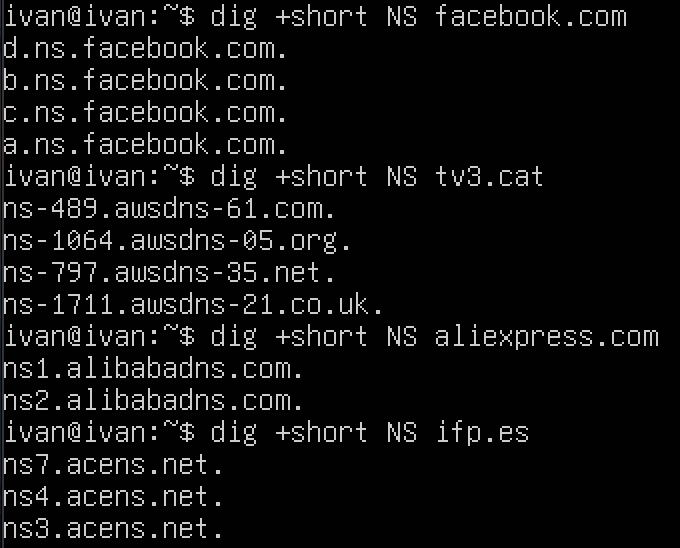 ivan@ivan:~$ dig +short NS facebook.com
d.ns.facebook.com.
b.ns.facebook.com.
c.ns.facebook.com.
a.ns.facebook.com.
ivan@ivan:~$ dig +short NS tv3.cat
ns-489.awsdns-61.com.
ns-1064.awsdns-05.org.
ns-797.awsdns-35.net.
ns-1711.awsdns-21.co.uk.
ivan@ivan:~$ dig +short NS aliexpress.com
ns1.alibabadns.com.
ns2.alibabadns.com.
ivan@ivan:~$ dig +short NS ifp.es
ns7.acens.net.
ns4.acens.net.
ns3.acens.net.